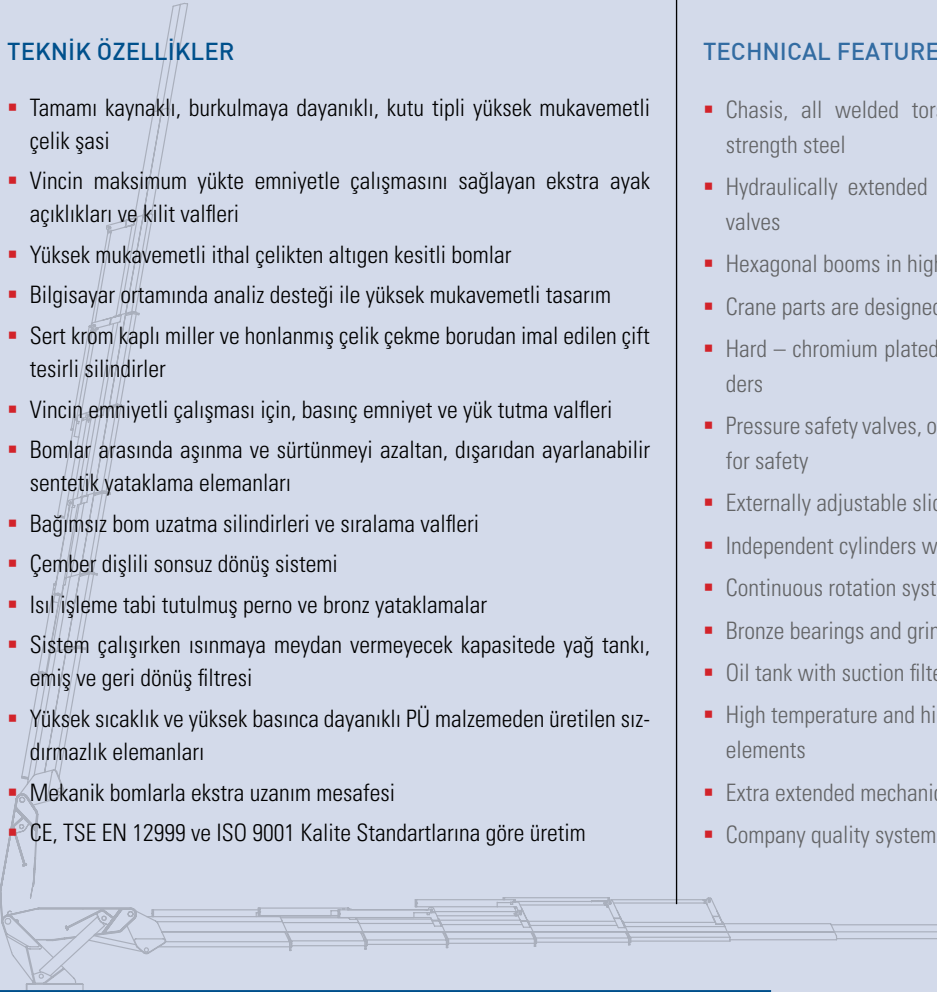 TEKNİK ÖZELLİKLER
▪ Tamamı kaynaklı, burkulmaya dayanıklı, kutu tipli yüksek mukavemetli
çelik şasi
▪ Vincin maksimum yükte emniyetle çalışmasını sağlayan ekstra ayak
açıklıkları ve kilit valfleri
▪ Yüksek mukavemetli ithal çelikten altıgen kesitli bomlar
▪ Bilgisayar ortamında analiz desteği ile yüksek mukavemetli tasarım
▪ Sert krom kaplı miller ve honlanmış çelik çekme borudan imal edilen çift
tesirli silindirler
▪ Vincin emniyetli çalışması için, basınç emniyet ve yük tutma valfleri
▪ Bomlar arasında aşınma ve sürtünmeyi azaltan, dışarıdan ayarlanabilir
sentetik yataklama elemanları
▪ Bağımsız bom uzatma silindirleri ve sıralama valfleri
▪ Çember dişlili sonsuz dönüş sistemi
▪ Isıl işleme tabi tutulmuş perno ve bronz yataklamalar
▪ Sistem çalışırken ısınmaya meydan vermeyecek kapasitede yağ tankı,
emiş ve geri dönüş filtresi
▪ Yüksek sıcaklık ve yüksek basınca dayanıklı PÜ malzemeden üretilen sız-
dırmazlık elemanları
▪ Mekanik bomlarla ekstra uzanım mesafesi
▪ CE, TSE EN 12999 ve ISO 9001 Kalite Standartlarına göre üretim
TECHNICAL FEATURE
▪ Chasis, all welded
strength steel
▪ Hydraulically extended
valves
▪ Hexagonal booms in
▪ Crane parts are designed
▪ Hard – chromium plated
ders
▪ Pressure safety valves,
for safety
▪ Externally adjustable
▪ Independent cylinders
▪ Continuous rotation
▪ Bronze bearings and
▪ Oil tank with suction
▪ High temperature and
elements
▪ Extra extended
▪ Company quality system